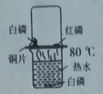 白磷 红磷
铜片 80℃
热水
白磷